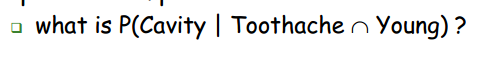 what is P(Cavity | Toothache ∩ Young) ?